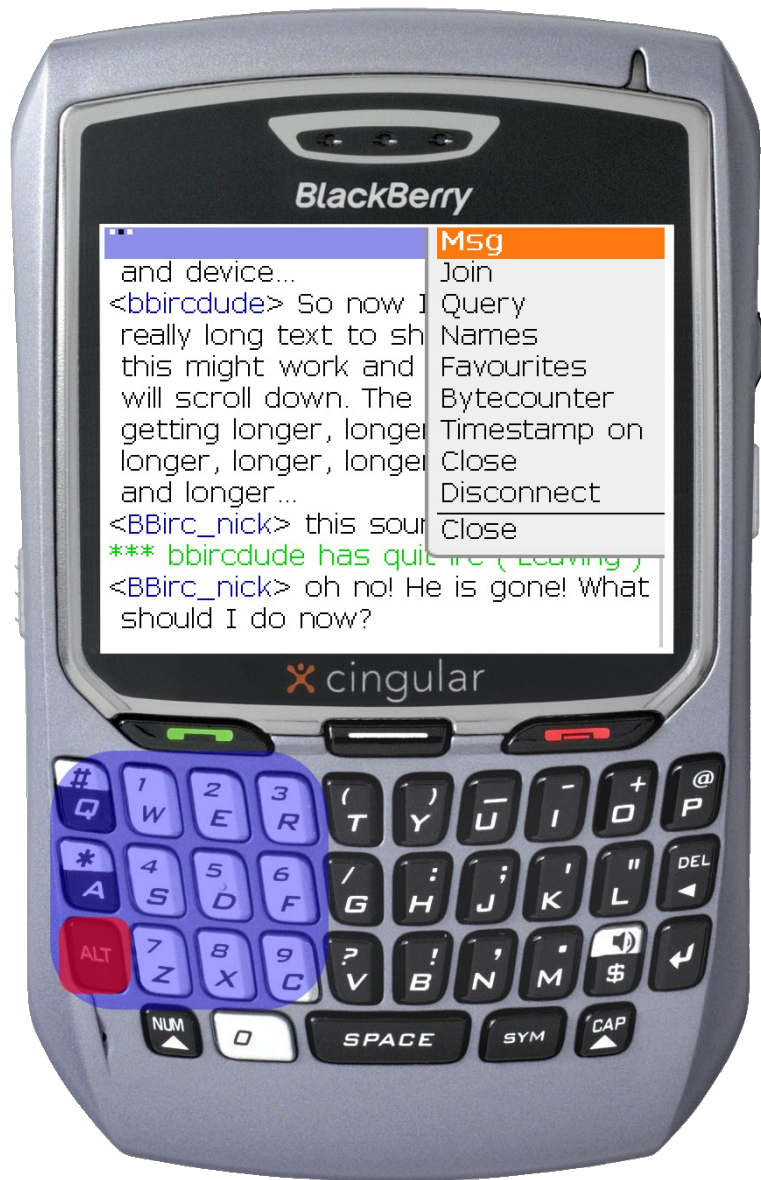 BlackBerry
Msg
and device...
Join
<bbircdude> So now I
Query
really long text to sh
Names
this might work and
Favourites
will scroll down. The
Bytecounter
getting longer, longer
Timestamp on
longer, longer, longer
Close
and longer...
Disconnect
<BBirc_nick> this sour
Close
*** bbircdude has quit irc ( Leaving )
<BBirc_nick> oh no! He is gone! What
should I do now?
cingular
# 1 2 3 ( ) _ - + @
Q W E R T Y U I O P
* 4 5 6 / : ; ' " DEL
A S D F G H J K L
ALT 7 8 9 ? ! , .
Z X C V B N M $
NUM 0 SPACE SYM CAP